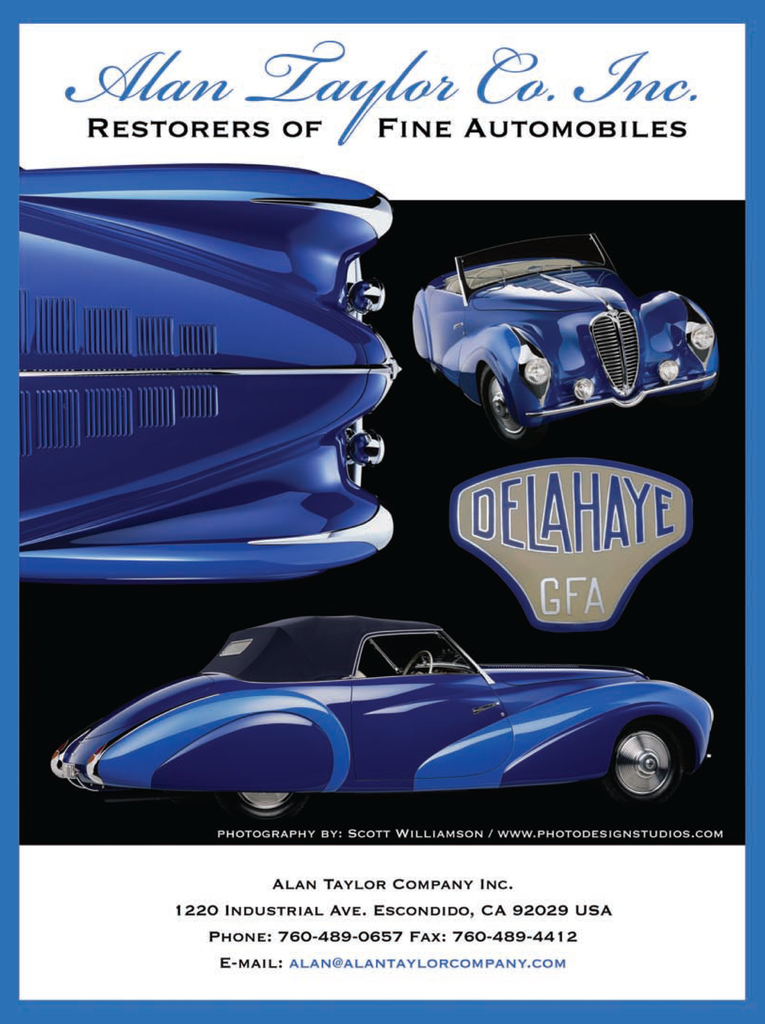 Alan Taylor Co. Inc.
RESTORERS OF FINE AUTOMOBILES
DELAHAYE
GFA
PHOTOGRAPHY BY: SCOTT WILLIAMSON / WWW.PHOTODESIGNSTUDIOS.COM
ALAN TAYLOR COMPANY INC.
1220 INDUSTRIAL AVE. ESCONDIDO, CA 92029 USA
PHONE: 760-489-0657 FAX: 760-489-4412
E-MAIL: ALAN@ALANTAYLORCOMPANY.COM